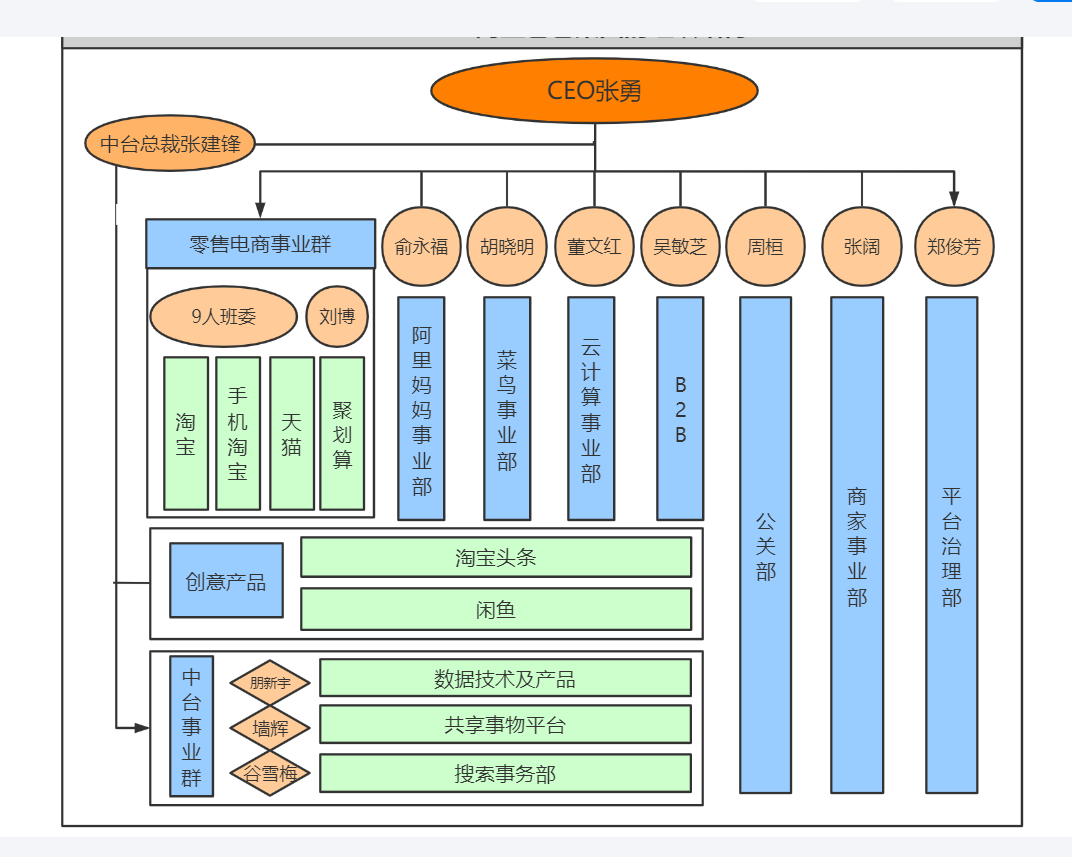 CEO张勇
中台总裁张建锋
零售电商事业群
俞永福
胡晓明
董文红
吴敏芝
周桓
张阔
郑俊芳
9人班委
刘博
淘宝
手机淘宝
天猫
聚划算
阿里妈妈事业部
菜鸟事业部
云计算事业部
B2B
公关部
商家事业部
平台治理部
创意产品
淘宝头条
闲鱼
中台事业群
朋新宇
数据技术及产品
墙辉
共享事物平台
谷雪梅
搜索事务部